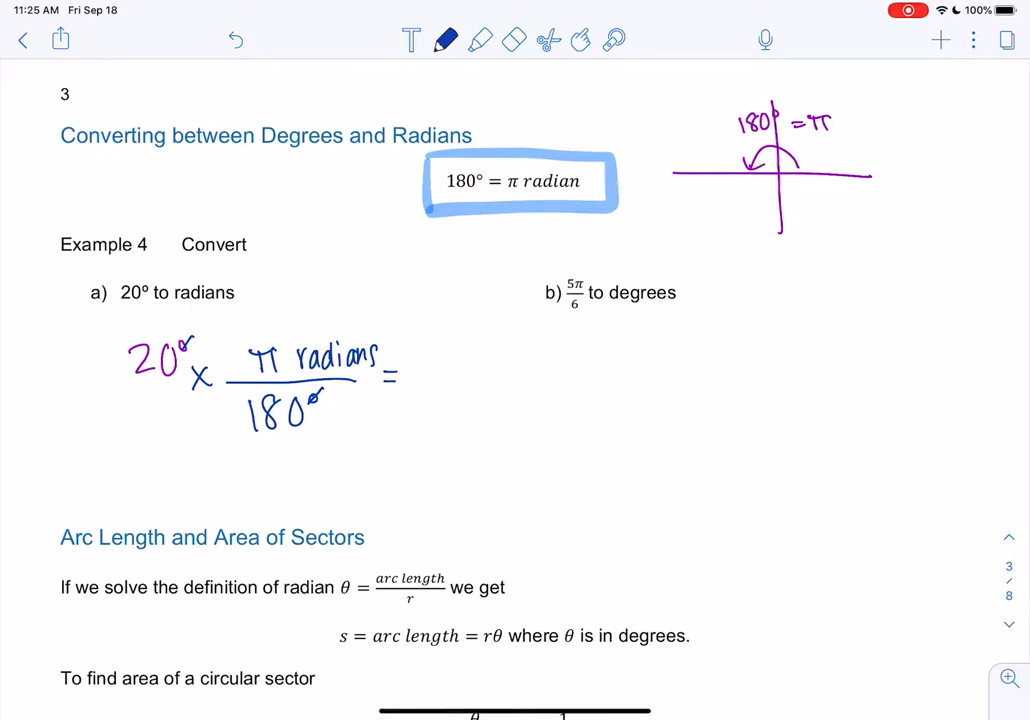 11:25 AM Fri Sep 18
100%
T
3
Converting between Degrees and Radians
180° = π
180° = π radian
Example 4 Convert
a) 20º to radians
b) 5π/6 to degrees
20° x π radians / 180° =
Arc Length and Area of Sectors
If we solve the definition of radian θ = arc length / r we get
s = arc length = rθ where θ is in degrees.
To find area of a circular sector
θ 1
3
/
8